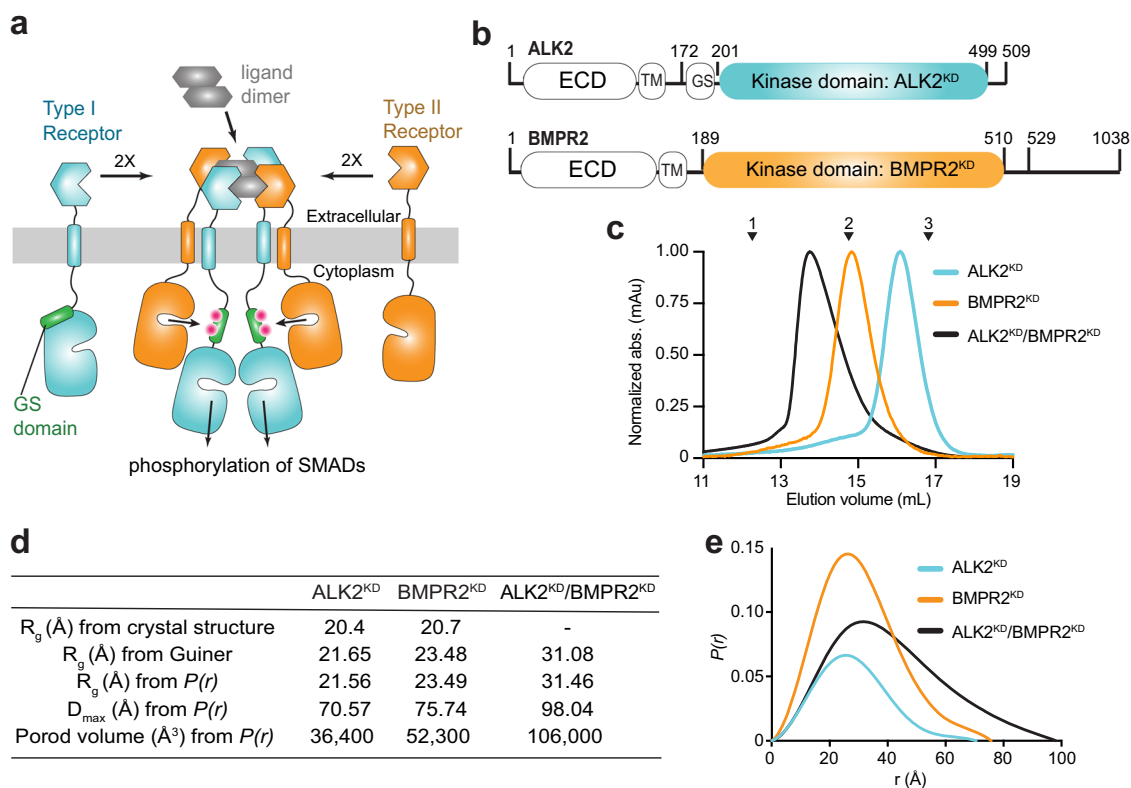 a
ligand
dimer
Type I
Receptor
Type II
Receptor
2X
2X
Extracellular
Cytoplasm
GS
domain
phosphorylation of SMADs
b
1 ALK2 172 201 499 509
ECD TM GS Kinase domain: ALK2KD
1 BMPR2 189 510 529 1038
ECD TM Kinase domain: BMPR2KD
c
1 2 3
Normalized abs. (mAu)
1.00
0.75
0.50
0.25
0
11 13 15 17 19
Elution volume (mL)
ALK2KD
BMPR2KD
ALK2KD/BMPR2KD
d
ALK2KD BMPR2KD ALK2KD/BMPR2KD
Rg (Å) from crystal structure 20.4 20.7 -
Rg (Å) from Guiner 21.65 23.48 31.08
Rg (Å) from P(r) 21.56 23.49 31.46
Dmax (Å) from P(r) 70.57 75.74 98.04
Porod volume (Å3) from P(r) 36,400 52,300 106,000
e
P(r)
0.15
0.10
0.05
0
0 20 40 60 80 100
r (Å)
ALK2KD
BMPR2KD
ALK2KD/BMPR2KD